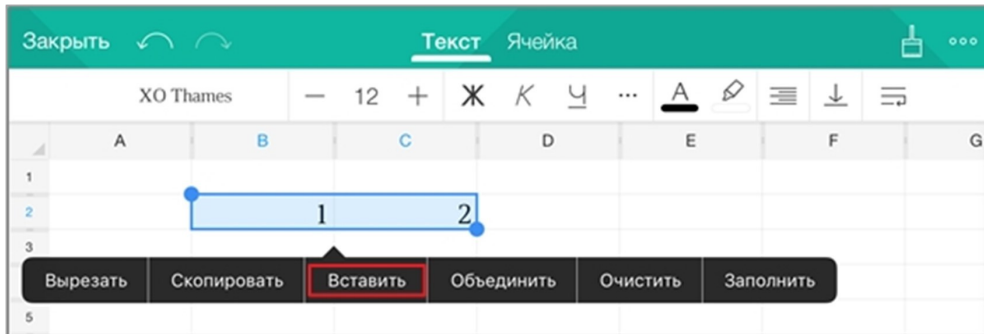 Закрыть Текст Ячейка
XO Thames — 12 + Ж К Ч ... А
A B C D E F G
1
2 1 2
3
Вырезать Скопировать Вставить Объединить Очистить Заполнить
5